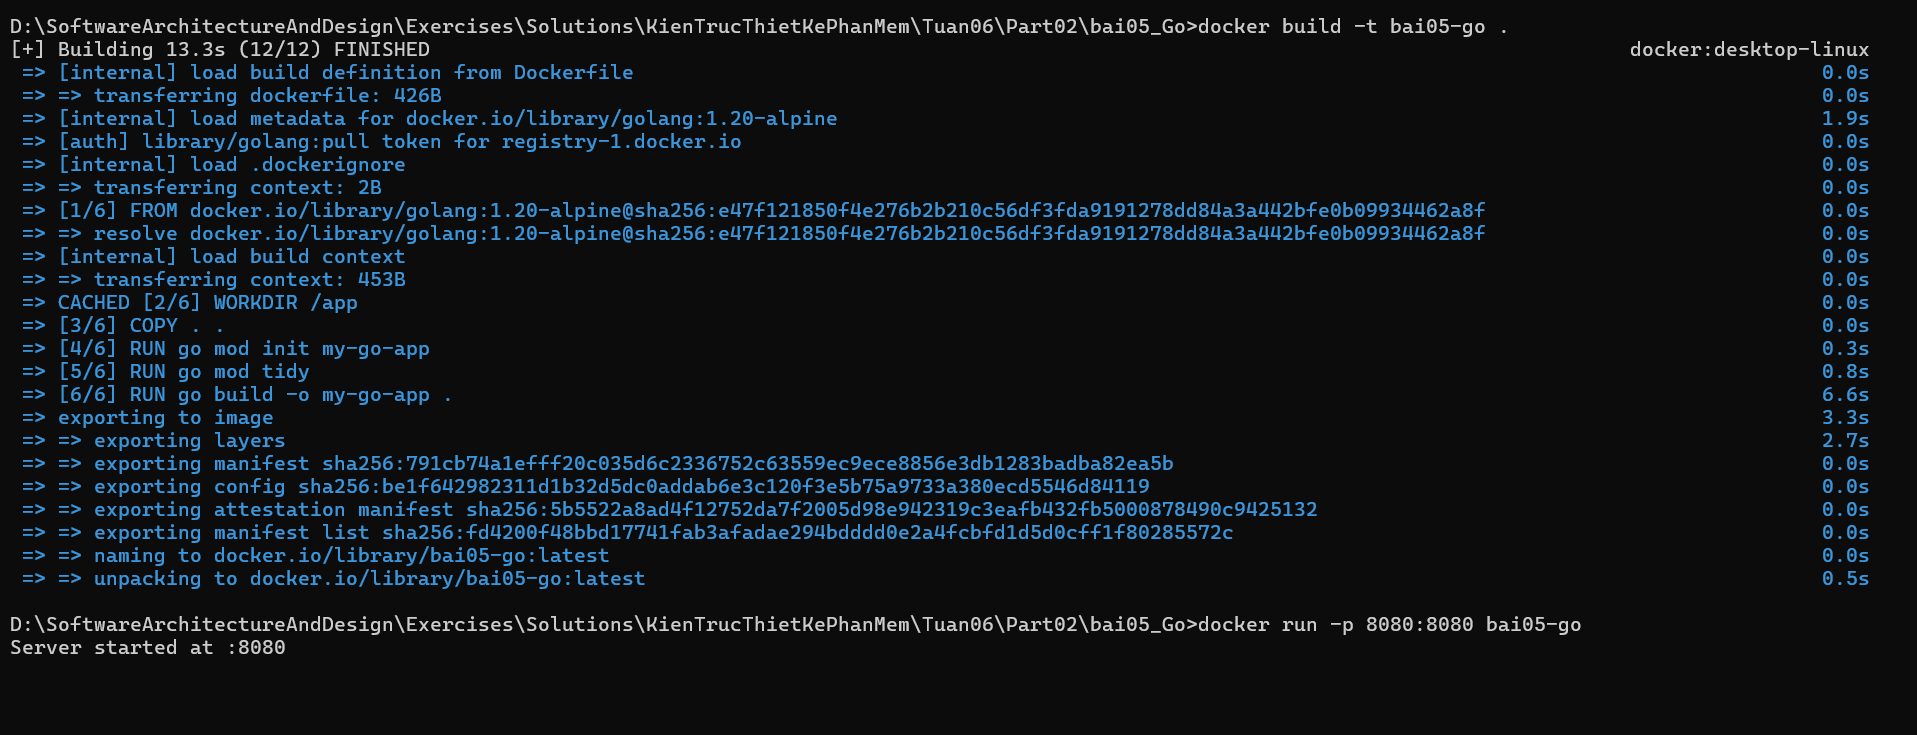 D:\SoftwareArchitectureAndDesign\Exercises\Solutions\KienTrucThietKePhanMem\Tuan06\Part02\bai05_Go>docker build -t bai05-go .
[+] Building 13.3s (12/12) FINISHED docker:desktop-linux
=> [internal] load build definition from Dockerfile 0.0s
=> => transferring dockerfile: 426B 0.0s
=> [internal] load metadata for docker.io/library/golang:1.20-alpine 1.9s
=> [auth] library/golang:pull token for registry-1.docker.io 0.0s
=> [internal] load .dockerignore 0.0s
=> => transferring context: 2B 0.0s
=> [1/6] FROM docker.io/library/golang:1.20-alpine@sha256:e47f121850f4e276b2b210c56df3fda9191278dd84a3a442bfe0b09934462a8f 0.0s
=> => resolve docker.io/library/golang:1.20-alpine@sha256:e47f121850f4e276b2b210c56df3fda9191278dd84a3a442bfe0b09934462a8f 0.0s
=> [internal] load build context 0.0s
=> => transferring context: 453B 0.0s
=> CACHED [2/6] WORKDIR /app 0.0s
=> [3/6] COPY . . 0.0s
=> [4/6] RUN go mod init my-go-app 0.3s
=> [5/6] RUN go mod tidy 0.8s
=> [6/6] RUN go build -o my-go-app . 6.6s
=> exporting to image 3.3s
=> => exporting layers 2.7s
=> => exporting manifest sha256:791cb74a1efff20c035d6c2336752c63559ec9ece8856e3db1283badba82ea5b 0.0s
=> => exporting config sha256:be1f642982311d1b32d5dc0addab6e3c120f3e5b75a9733a380ecd5546d84119 0.0s
=> => exporting attestation manifest sha256:5b5522a8ad4f12752da7f2005d98e942319c3eafb432fb5000878490c9425132 0.0s
=> => exporting manifest list sha256:fd4200f48bbd17741fab3afadae294bdddd0e2a4fcbfd1d5d0cff1f80285572c 0.0s
=> => naming to docker.io/library/bai05-go:latest 0.0s
=> => unpacking to docker.io/library/bai05-go:latest 0.5s
D:\SoftwareArchitectureAndDesign\Exercises\Solutions\KienTrucThietKePhanMem\Tuan06\Part02\bai05_Go>docker run -p 8080:8080 bai05-go
Server started at :8080